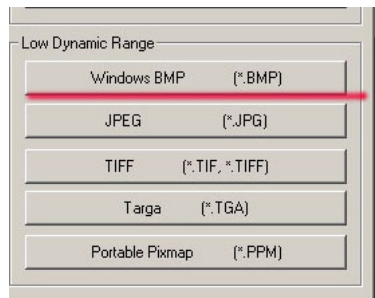 Low Dynamic Range
Windows BMP (*.BMP)
JPEG (*.JPG)
TIFF (*.TIF, *.TIFF)
Targa (*.TGA)
Portable Pixmap (*.PPM)